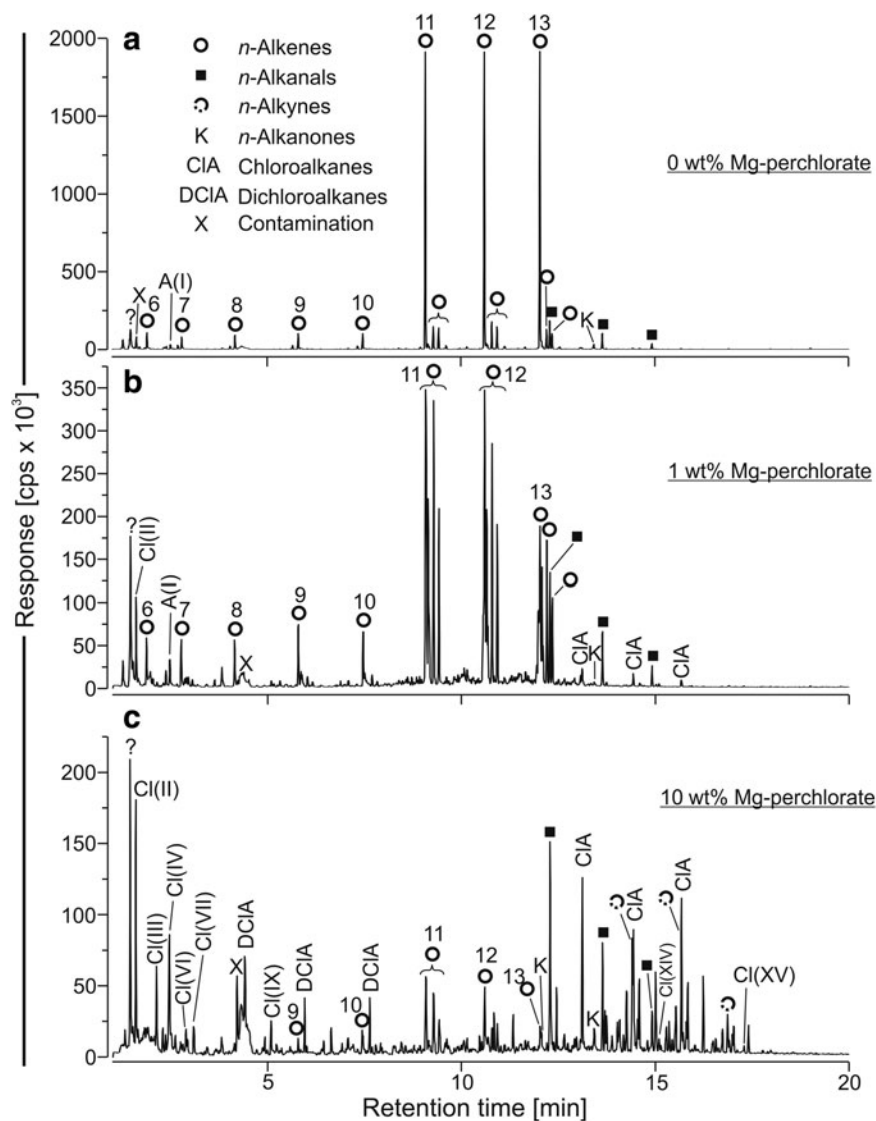 Response [cps x 10³]
a
2000
1500
1000
500
0
n-Alkenes
n-Alkanals
n-Alkynes
K n-Alkanones
ClA Chloroalkanes
DClA Dichloroalkanes
X Contamination
11 12 13
0 wt% Mg-perchlorate
? X 6 A(I) 7 8 9 10 K
b
350
300
250
200
150
100
50
0
11 12
1 wt% Mg-perchlorate
? Cl(II) 6 A(I) 7 8 X 9 10 13 ClA K ClA ClA
c
200
150
100
50
0
10 wt% Mg-perchlorate
? Cl(II) Cl(III) Cl(IV) Cl(VI) Cl(VII) X DClA Cl(IX) 9 DClA 10 DClA 11 12 13 K ClA K ClA Cl(XIV) ClA Cl(XV)
5 10 15 20
Retention time [min]